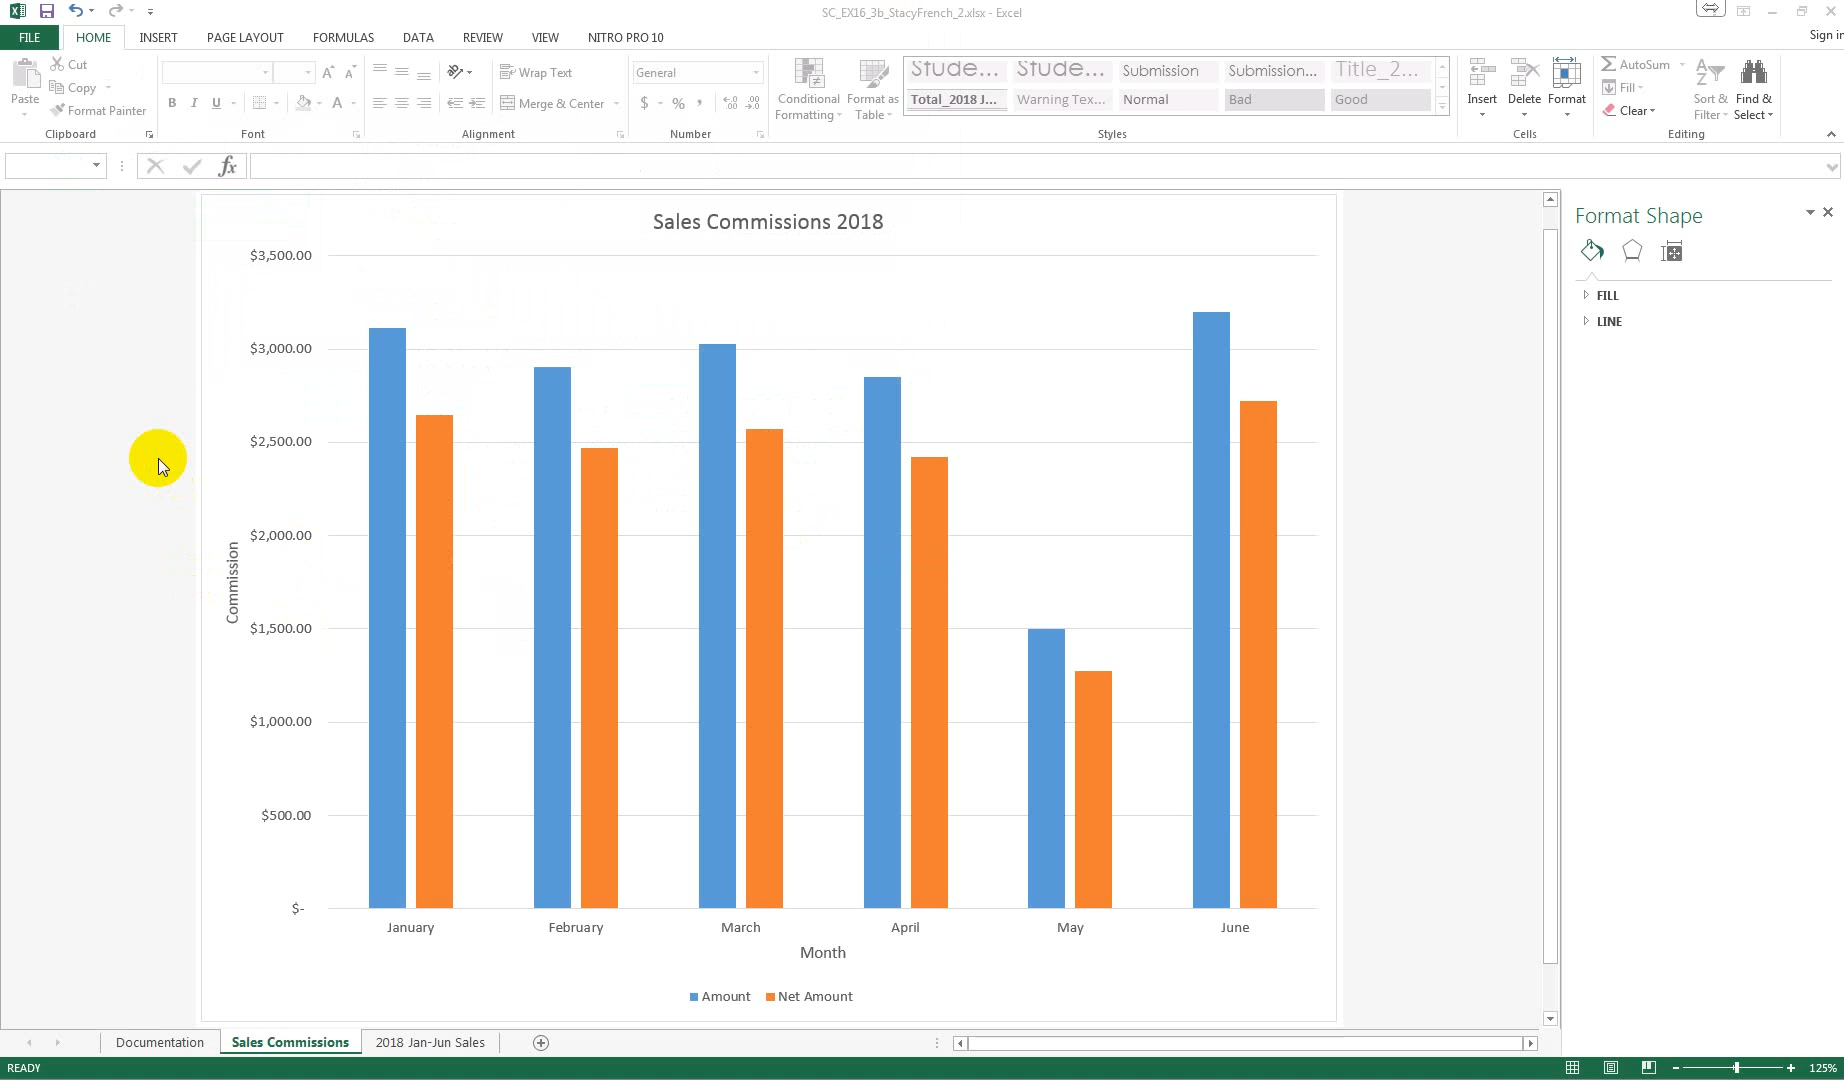 SC_EX16_3b_StacyFrench_2.xlsx - Excel
FILE HOME INSERT PAGE LAYOUT FORMULAS DATA REVIEW VIEW NITRO PRO 10 Sign in
Paste
Cut
Copy
Format Painter
Clipboard
B I U A
Font
Wrap Text
Merge & Center
Alignment
General
$ % ,
Number
Conditional Formatting
Format as Table
Stude... Stude... Submission Submission... Title_2...
Total_2018 J... Warning Tex... Normal Bad Good
Styles
Insert Delete Format
Cells
AutoSum
Fill
Clear
Sort & Filter
Find & Select
Editing
fx
Sales Commissions 2018
$3,500.00
$3,000.00
$2,500.00
$2,000.00
$1,500.00
$1,000.00
$500.00
$-
Commission
January February March April May June
Month
Amount Net Amount
Format Shape
FILL
LINE
Documentation Sales Commissions 2018 Jan-Jun Sales
READY 125%